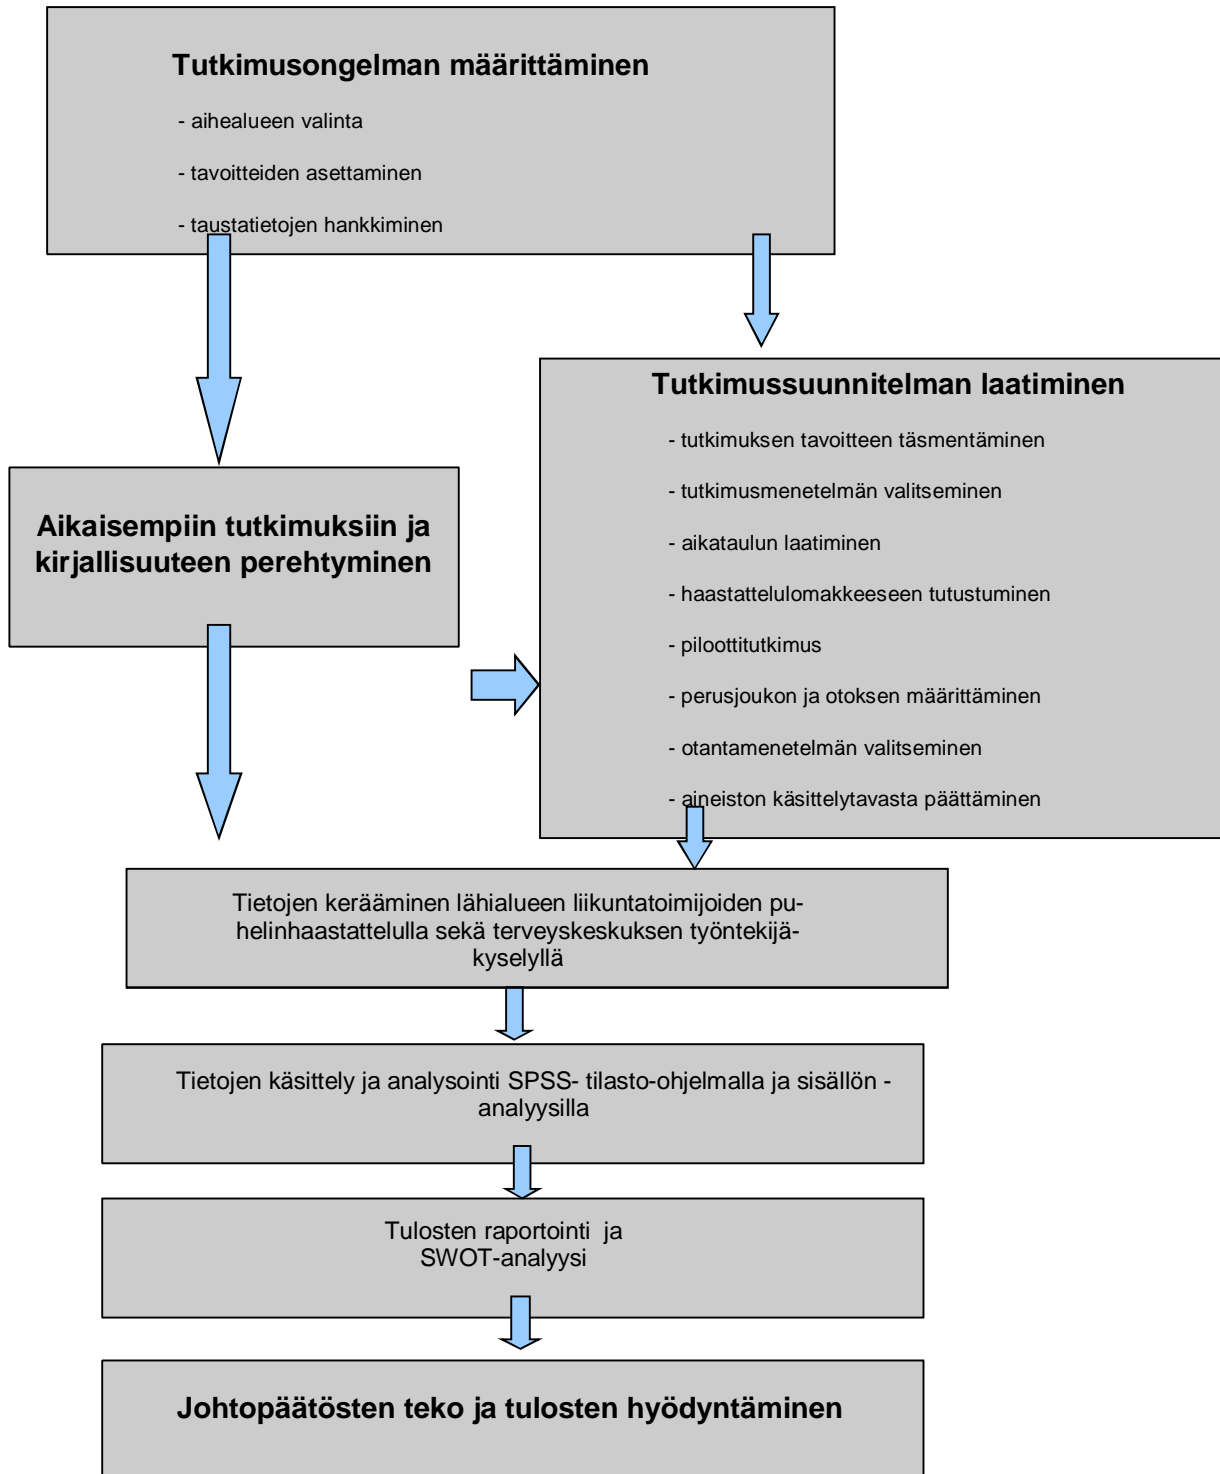 Tutkimusongelman määrittäminen
- aihealueen valinta
- tavoitteiden asettaminen
- taustatietojen hankkiminen
Tutkimussuunnitelman laatiminen
- tutkimuksen tavoitteen täsmentäminen
- tutkimusmenetelmän valitseminen
- aikataulun laatiminen
- haastattelulomakkeeseen tutustuminen
- piloottitutkimus
- perusjoukon ja otoksen määrittäminen
- otantamenetelmän valitseminen
- aineiston käsittelytavasta päättäminen
Aikaisempiin tutkimuksiin ja
kirjallisuuteen perehtyminen
Tietojen kerääminen lähialueen liikuntatoimijoiden pu-
helinhaastattelulla sekä terveyskeskuksen työntekijä-
kyselyllä
Tietojen käsittely ja analysointi SPSS- tilasto-ohjelmalla ja sisällön -
analyysilla
Tulosten raportointi  ja
SWOT-analyysi
Johtopäätösten teko ja tulosten hyödyntäminen